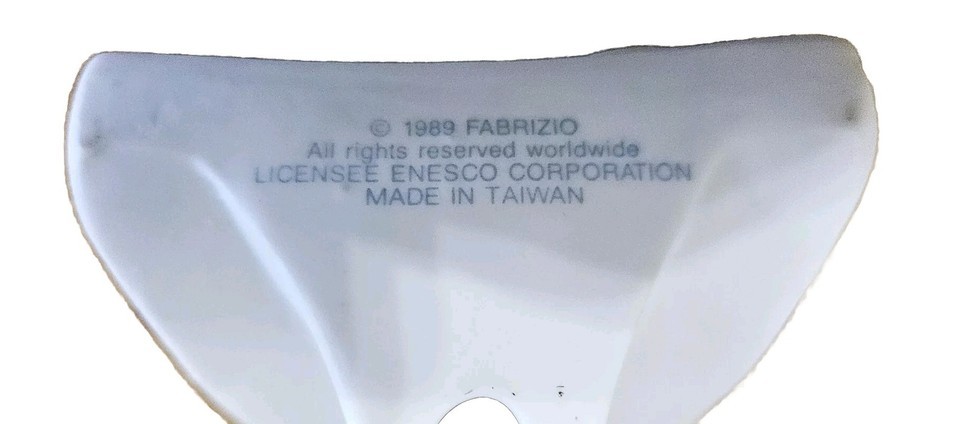 © 1989 FABRIZIO
All rights reserved worldwide
LICENSEE ENESCO CORPORATION
MADE IN TAIWAN